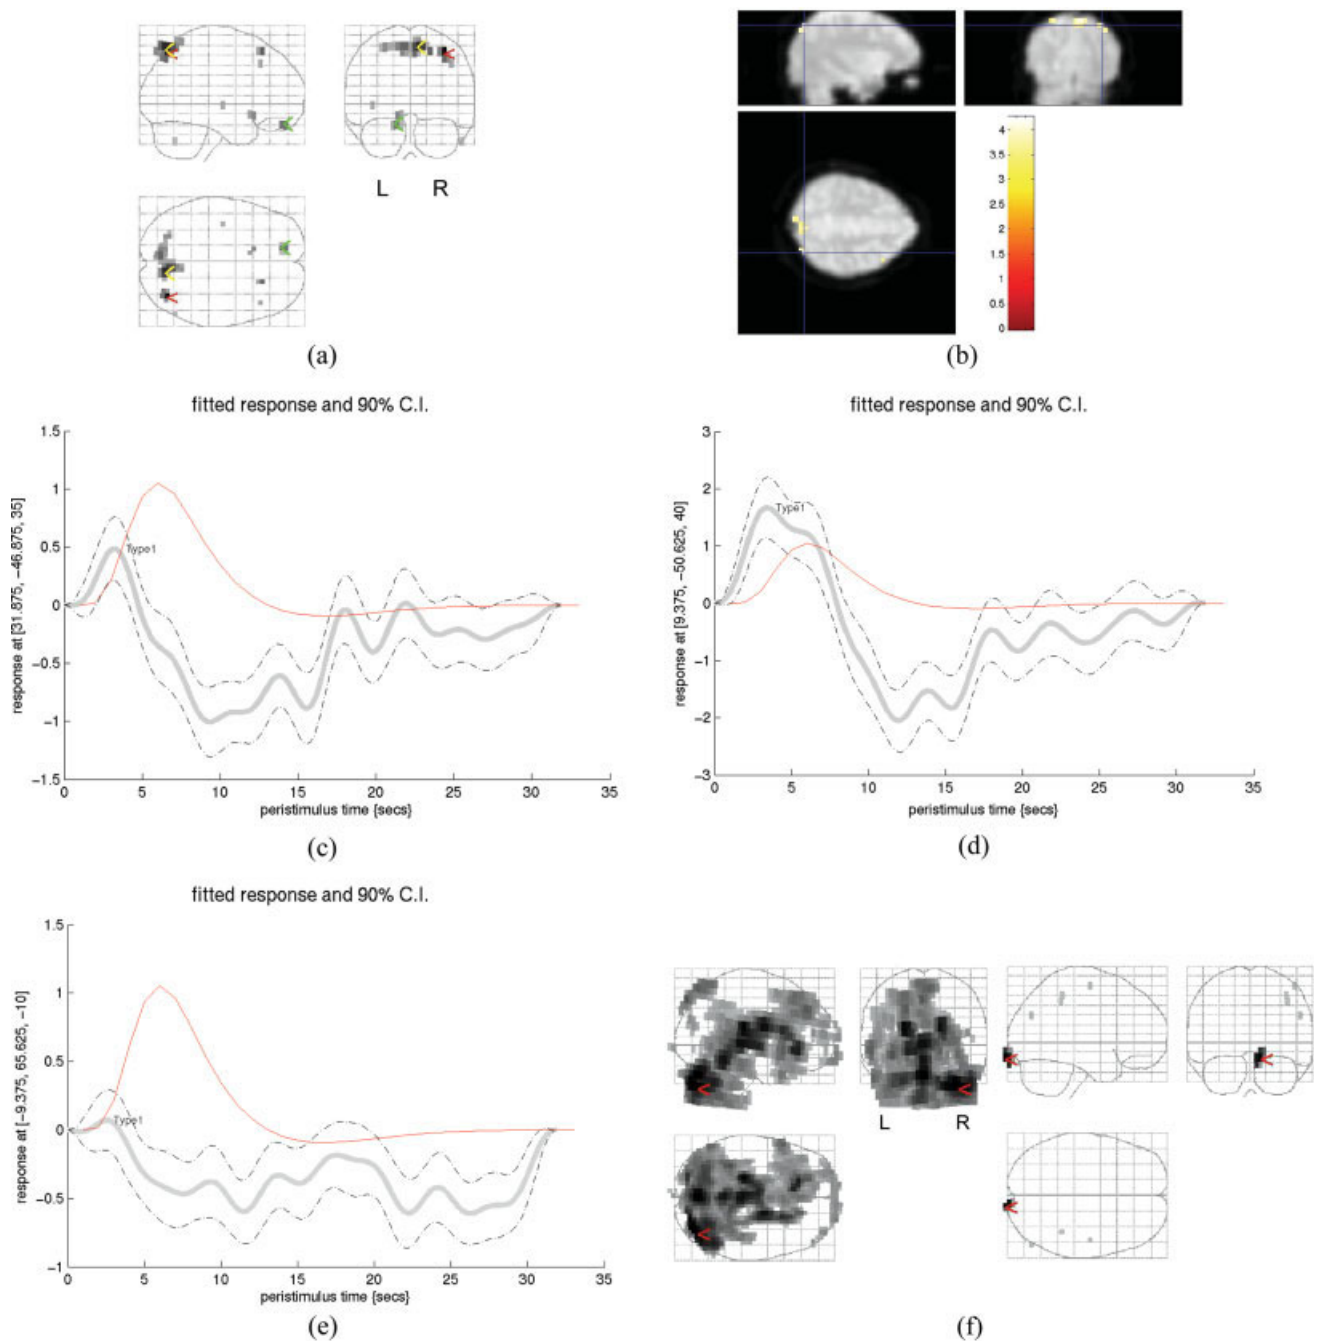 L R
(a)
4
3.5
3
2.5
2
1.5
1
0.5
0
(b)
fitted response and 90% C.I.
1.5
1
0.5
0
−0.5
−1
−1.5
response at [31.875, −46.875, 35]
Type1
0 5 10 15 20 25 30 35
peristimulus time {secs}
(c)
fitted response and 90% C.I.
3
2
1
0
−1
−2
−3
response at [9.375, −50.625, 40]
Type1
0 5 10 15 20 25 30 35
peristimulus time {secs}
(d)
fitted response and 90% C.I.
1.5
1
0.5
0
−0.5
−1
response at [−9.375, 65.625, −10]
Type1
0 5 10 15 20 25 30 35
peristimulus time {secs}
(e)
L R
(f)